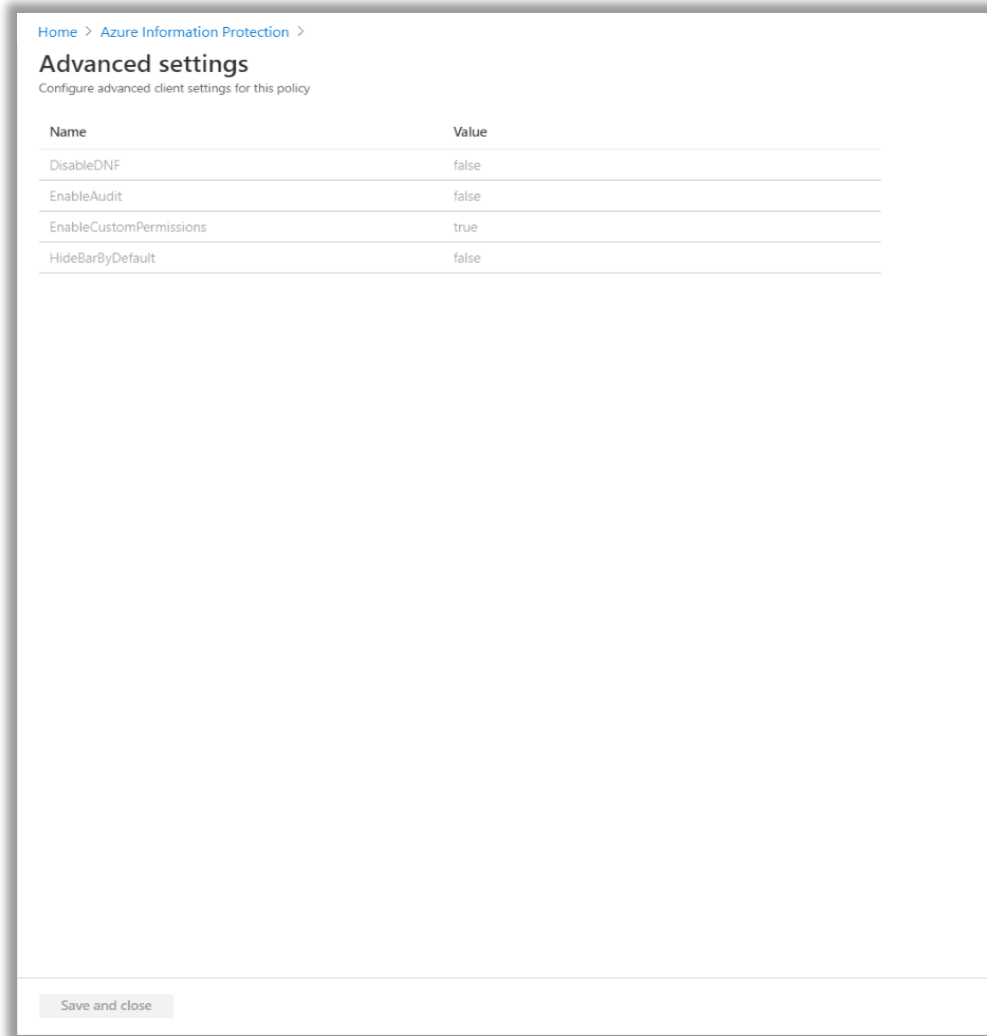 Home > Azure Information Protection >
Advanced settings
Configure advanced client settings for this policy
Name Value
DisableDNF false
EnableAudit false
EnableCustomPermissions true
HideBarByDefault false
Save and close